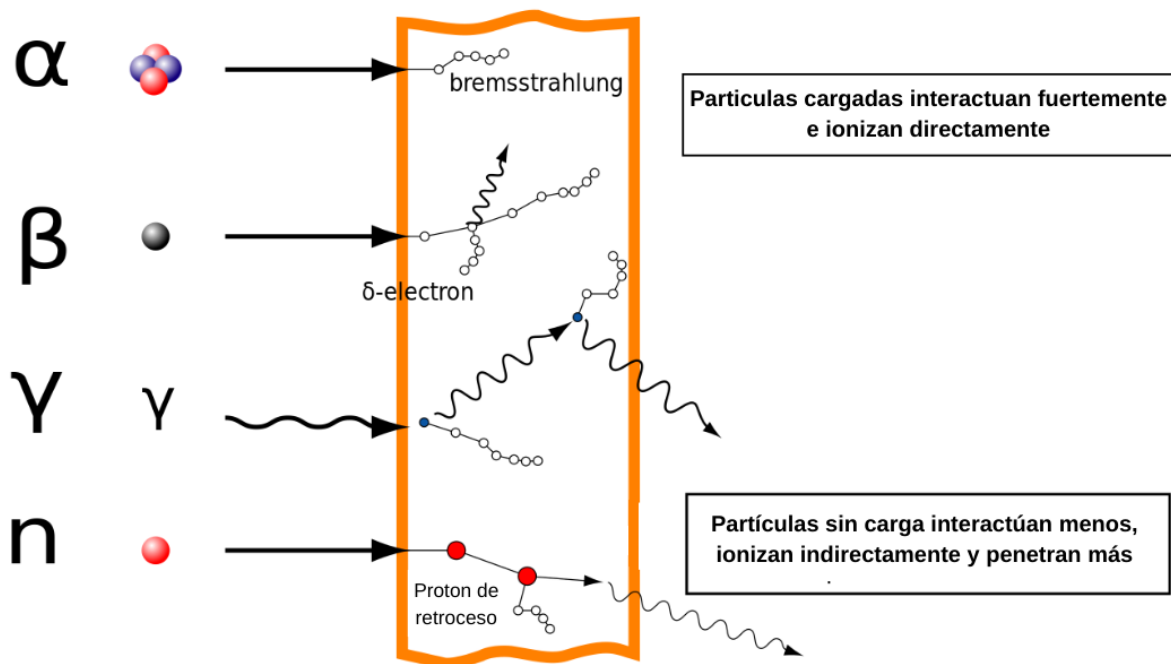 α
bremsstrahlung
Particulas cargadas interactuan fuertemente
e ionizan directamente
β
δ-electron
γ
γ
n
Proton de
retroceso
Partículas sin carga interactúan menos,
ionizan indirectamente y penetran más
.